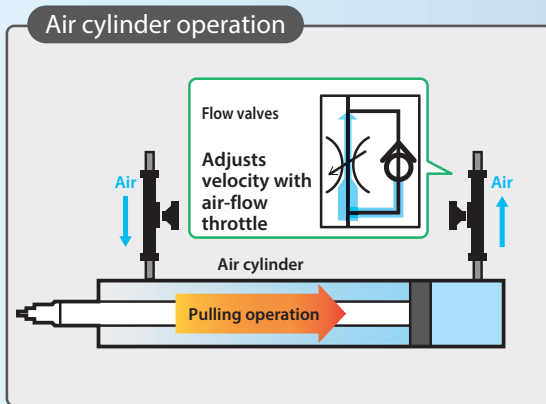 Air cylinder operation
Flow valves
Adjusts
velocity with
air-flow
throttle
Air
Air
Air cylinder
Pulling operation